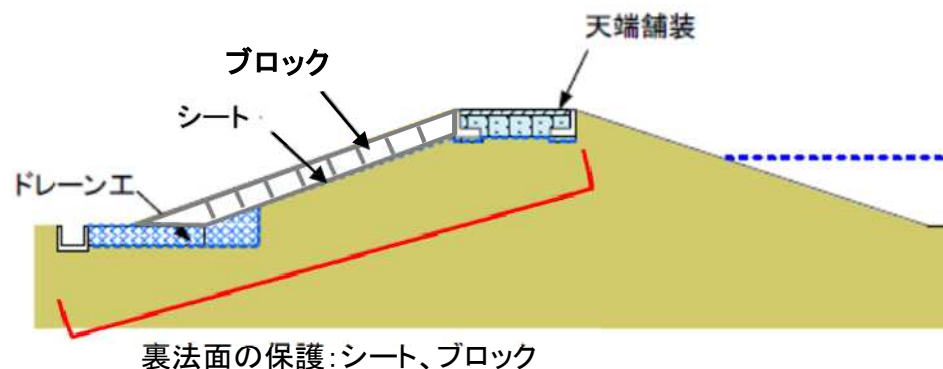 天端舗装
ブロック
シート
ドレーン工
裏法面の保護:シート、ブロック